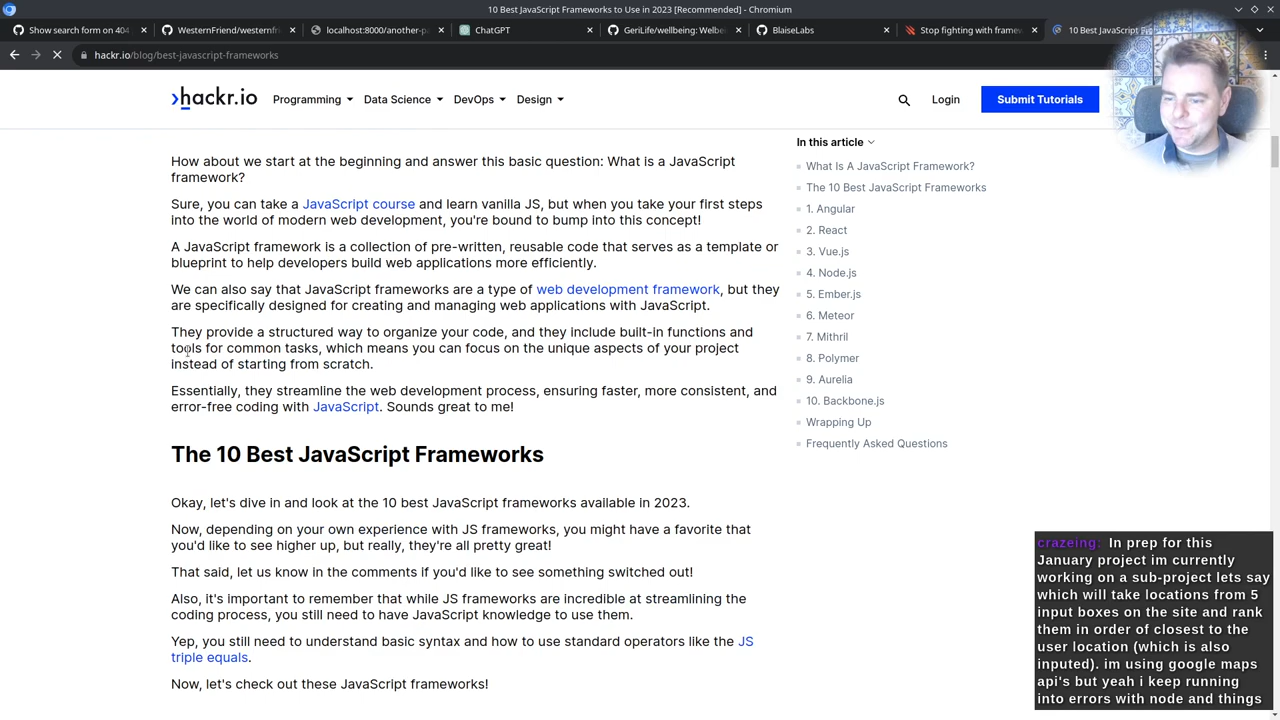 10 Best JavaScript Frameworks to Use in 2023 [Recommended] - Chromium
Show search form on 404
WesternFriend/westernfri
localhost:8000/another-pa
ChatGPT
GeriLife/wellbeing: Welbe
BlaiseLabs
Stop fighting with framew
10 Best JavaScript
hackr.io/blog/best-javascript-frameworks
hackr.io
Programming
Data Science
DevOps
Design
Login
Submit Tutorials
How about we start at the beginning and answer this basic question: What is a JavaScript
framework?
Sure, you can take a JavaScript course and learn vanilla JS, but when you take your first steps
into the world of modern web development, you're bound to bump into this concept!
A JavaScript framework is a collection of pre-written, reusable code that serves as a template or
blueprint to help developers build web applications more efficiently.
We can also say that JavaScript frameworks are a type of web development framework, but they
are specifically designed for creating and managing web applications with JavaScript.
They provide a structured way to organize your code, and they include built-in functions and
tools for common tasks, which means you can focus on the unique aspects of your project
instead of starting from scratch.
Essentially, they streamline the web development process, ensuring faster, more consistent, and
error-free coding with JavaScript. Sounds great to me!
The 10 Best JavaScript Frameworks
Okay, let's dive in and look at the 10 best JavaScript frameworks available in 2023.
Now, depending on your own experience with JS frameworks, you might have a favorite that
you'd like to see higher up, but really, they're all pretty great!
That said, let us know in the comments if you'd like to see something switched out!
Also, it's important to remember that while JS frameworks are incredible at streamlining the
coding process, you still need to have JavaScript knowledge to use them.
Yep, you still need to understand basic syntax and how to use standard operators like the JS
triple equals.
Now, let's check out these JavaScript frameworks!
In this article
What Is A JavaScript Framework?
The 10 Best JavaScript Frameworks
1. Angular
2. React
3. Vue.js
4. Node.js
5. Ember.js
6. Meteor
7. Mithril
8. Polymer
9. Aurelia
10. Backbone.js
Wrapping Up
Frequently Asked Questions
crazeing: In prep for this
January project im currently
working on a sub-project lets say
which will take locations from 5
input boxes on the site and rank
them in order of closest to the
user location (which is also
inputed). im using google maps
api's but yeah i keep running
into errors with node and things